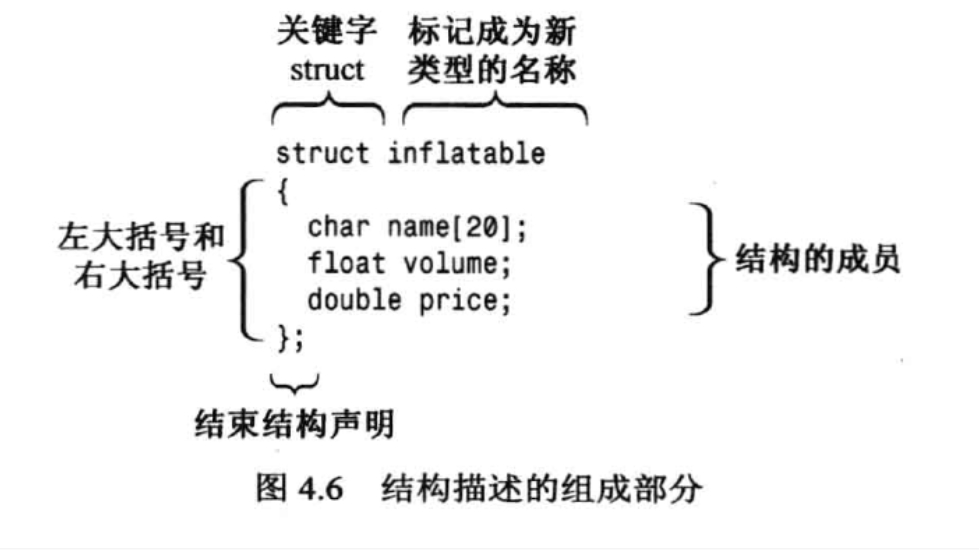 关键字 标记成为新
struct 类型的名称
struct inflatable
{
char name[20];
左大括号和
float volume;
结构的成员
右大括号
double price;
};
结束结构声明
图 4.6 结构描述的组成部分